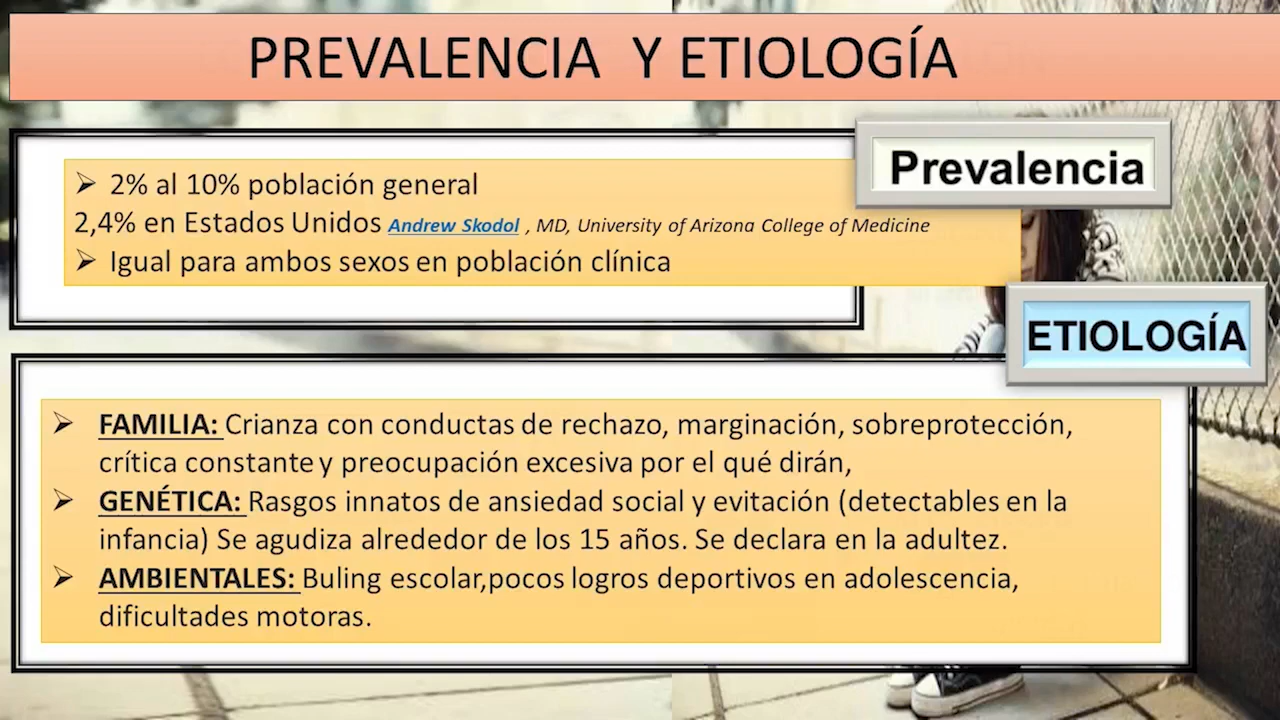 PREVALENCIA Y ETIOLOGÍA
Prevalencia
➢ 2% al 10% población general
2,4% en Estados Unidos Andrew Skodol , MD, University of Arizona College of Medicine
➢ Igual para ambos sexos en población clínica
ETIOLOGÍA
➢ FAMILIA: Crianza con conductas de rechazo, marginación, sobreprotección,
crítica constante y preocupación excesiva por el qué dirán,
➢ GENÉTICA: Rasgos innatos de ansiedad social y evitación (detectables en la
infancia) Se agudiza alrededor de los 15 años. Se declara en la adultez.
➢ AMBIENTALES: Buling escolar,pocos logros deportivos en adolescencia,
dificultades motoras.